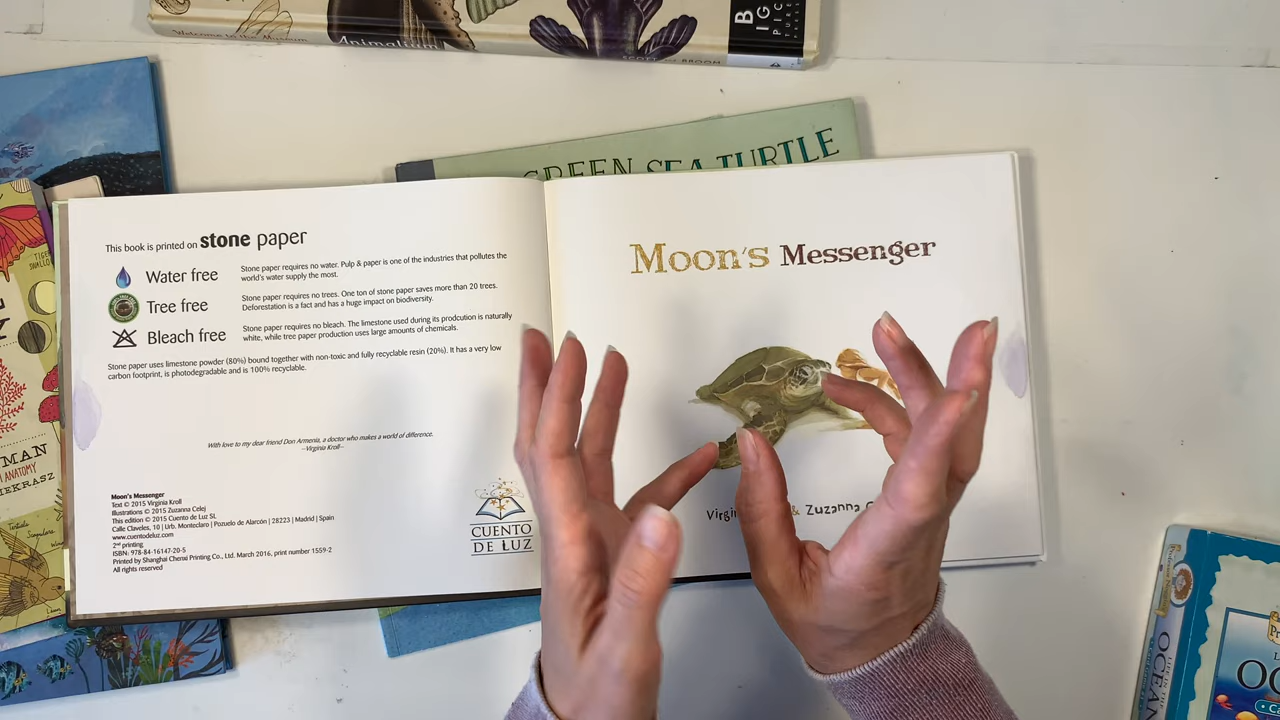 Welcome to the Museum
Animalium
BIG
PICTURE
PRESS
SCOTT BROOM
GREEN SEA TURTLE
This book is printed on stone paper
Water free
Stone paper requires no water. Pulp & paper is one of the industries that pollutes the
world's water supply the most.
Tree free
Stone paper requires no trees. One ton of stone paper saves more than 20 trees.
Deforestation is a fact and has a huge impact on biodiversity.
Bleach free
Stone paper requires no bleach. The limestone used during its prodcution is naturally
white, while tree paper production uses large amounts of chemicals.
Stone paper uses limestone powder (80%) bound together with non-toxic and fully recyclable resin (20%). It has a very low
carbon footprint, is photodegradable and is 100% recyclable.
With love to my dear friend Don Armenia, a doctor who makes a world of difference.
–Virginia Kroll–
Moon's Messenger
Text © 2015 Virginia Kroll
Illustrations © 2015 Zuzanna Celej
This edition © 2015 Cuento de Luz SL
Calle Claveles, 10 | Urb. Monteclaro | Pozuelo de Alarcón | 28223 | Madrid | Spain
www.cuentodeluz.com
2nd printing
ISBN: 978-84-16147-20-5
Printed by Shanghai Chenxi Printing Co., Ltd. March 2016, print number 1559-2
All rights reserved
CUENTO
DE LUZ
Moon's Messenger
& Zuzanna
MAN
ANATOMY
OCEAN